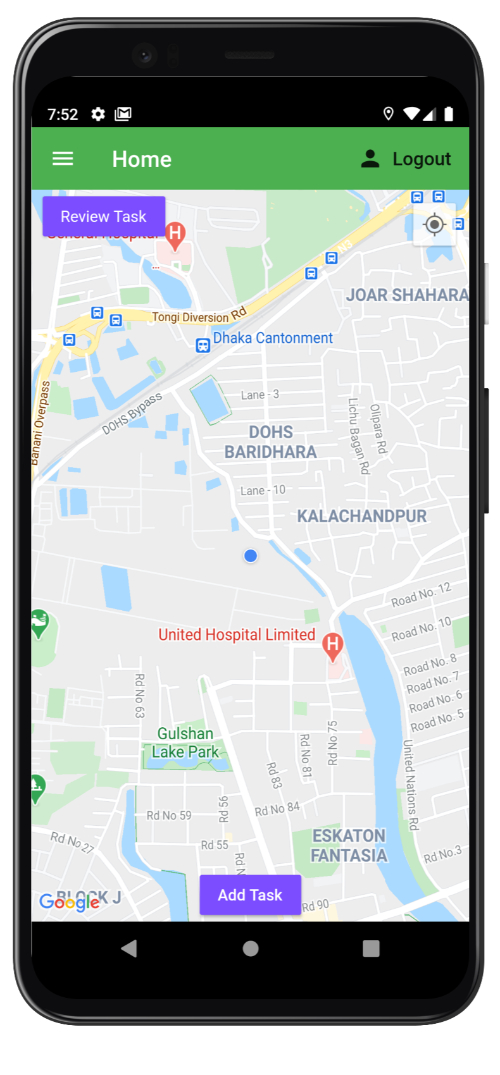 7:52
Home
Logout
Review Task
General Hospital
H
...
JOAR SHAHARA
Tongi Diversion Rd
Dhaka Cantonment
Banani Overpass
DOHS Bypass
Lane - 3
Olipara Rd
Lichu Bagan Rd
DOHS
BARIDHARA
Lane - 10
KALACHANDPUR
Road No. 12
Road No. 10
United Hospital Limited
H
Road No. 8
Road No. 7
Road No. 6
Road No. 5
Rd No 63
Gulshan
Lake Park
Rd No 75
Rd No 81
Rd 83
United Nations Rd
Rd No 59
Rd 56
Rd No 84
Rd No 27
Rd 55
ESKATON
FANTASIA
Rd No.3
BLOCK J
Google
Add Task
Rd 90